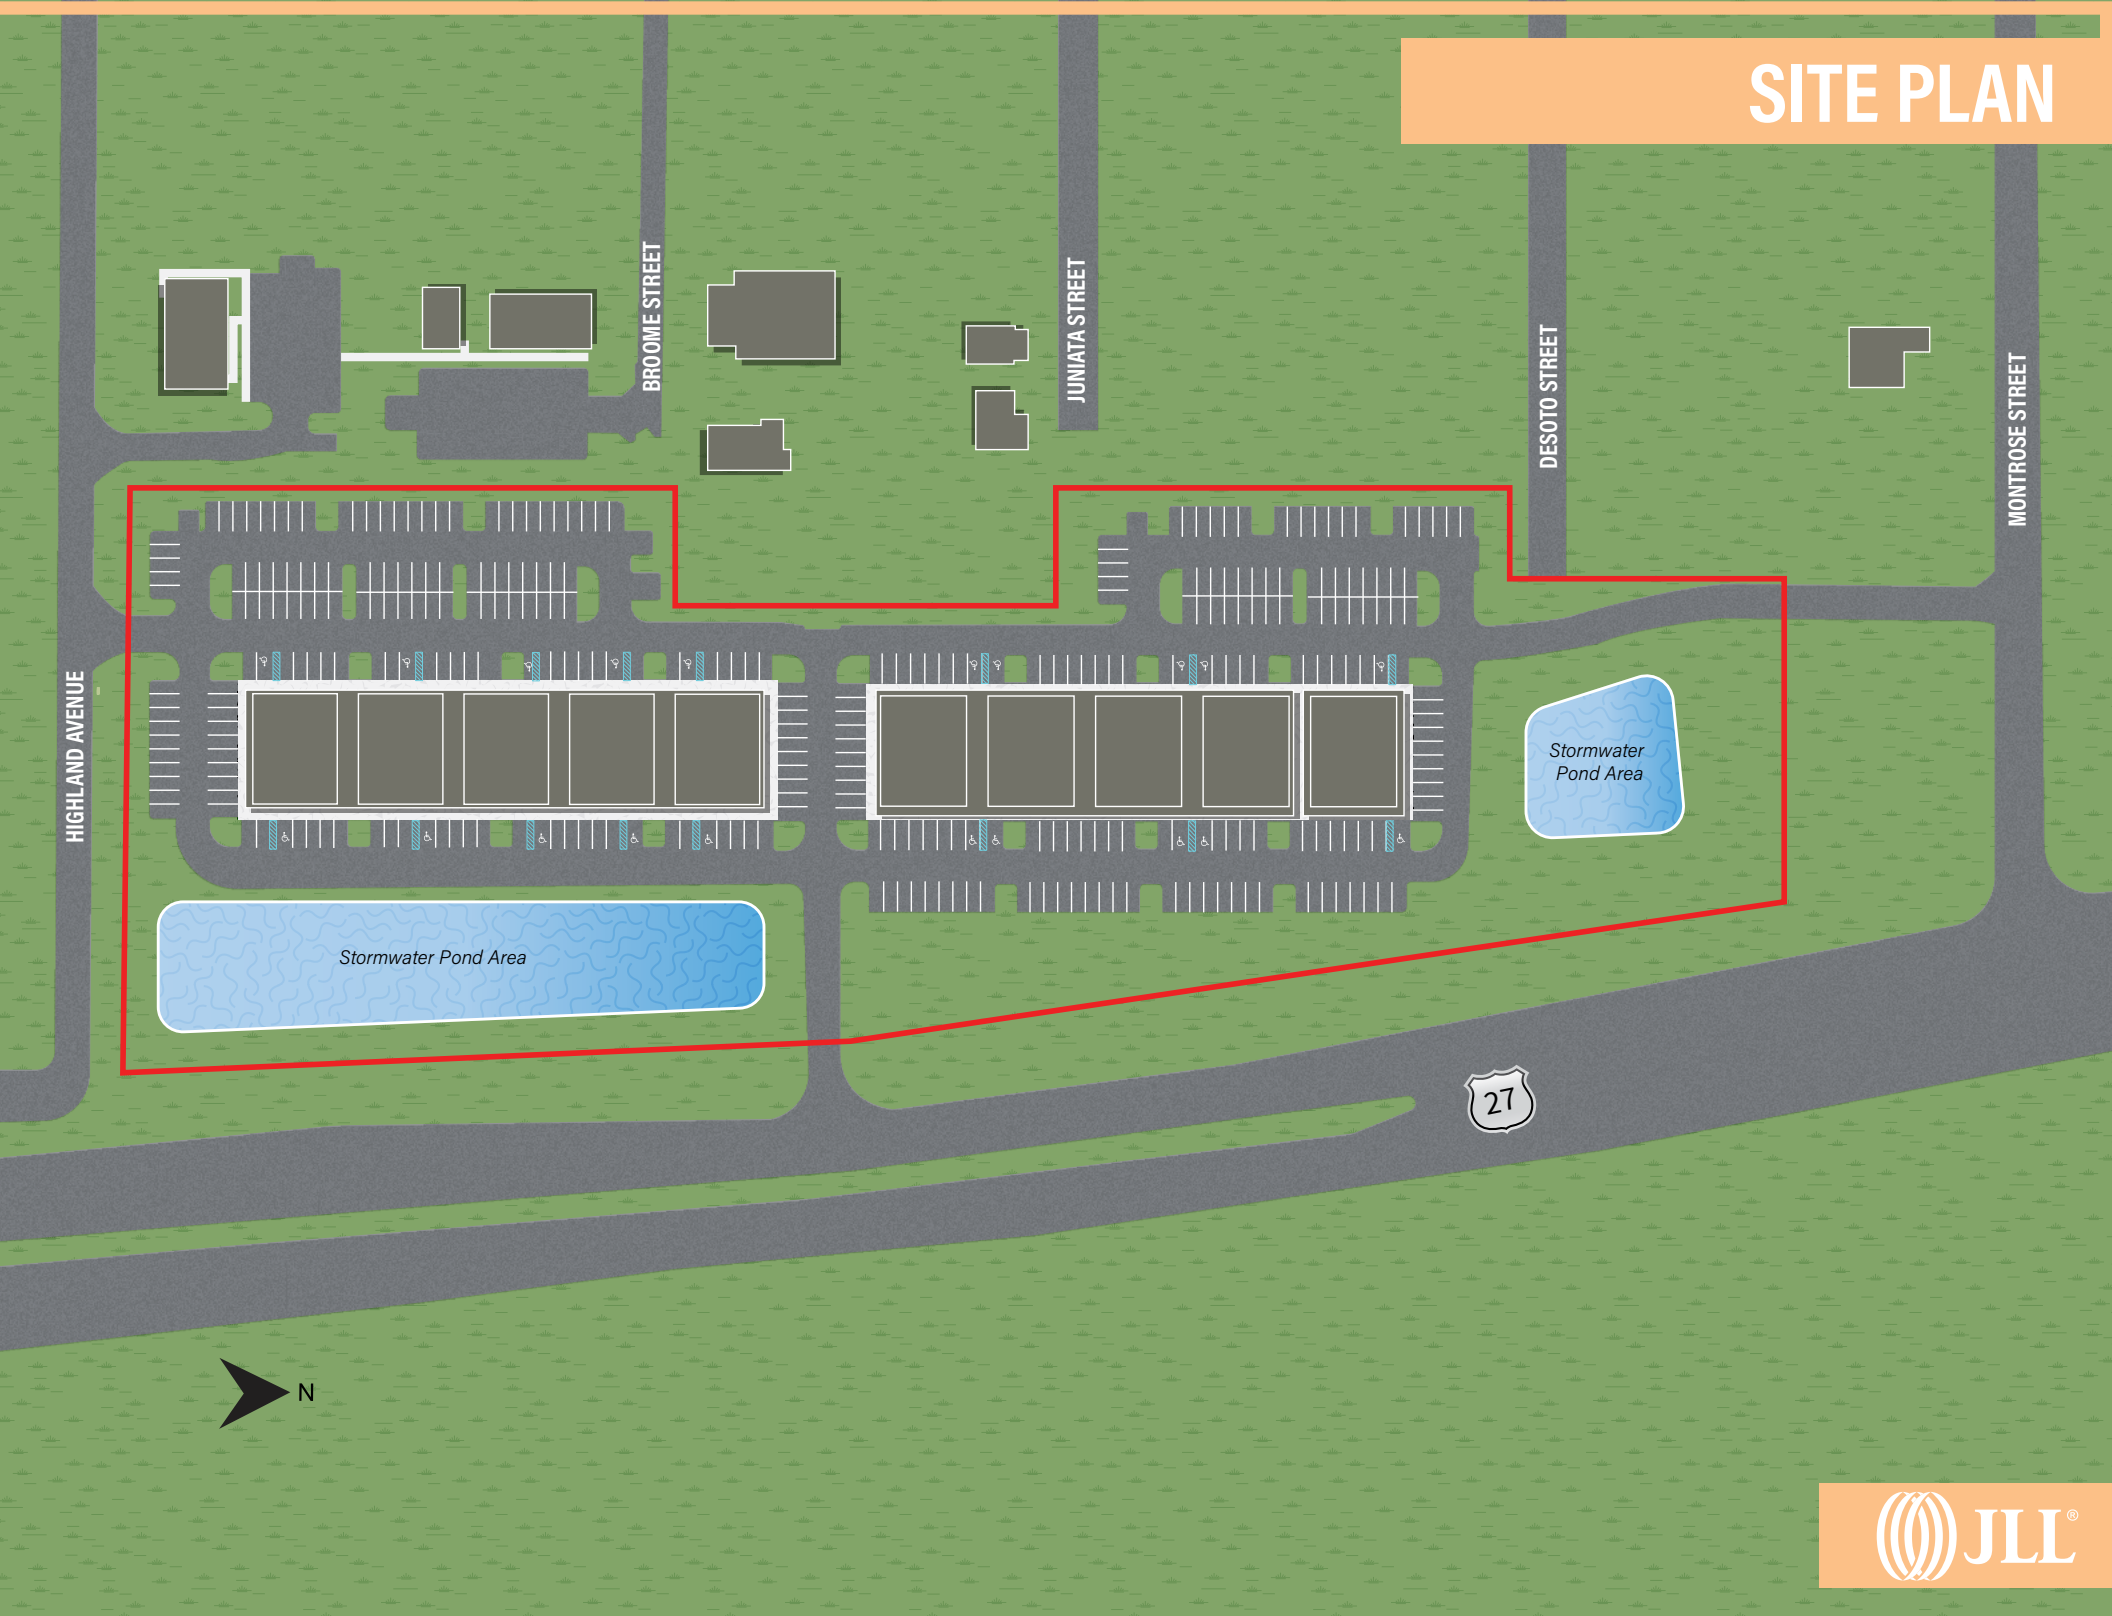 SITE PLAN
BROOME STREET
JUNIATA STREET
DESOTO STREET
MONTROSE STREET
HIGHLAND AVENUE
Stormwater
Pond Area
Stormwater Pond Area
27
N
JLL®